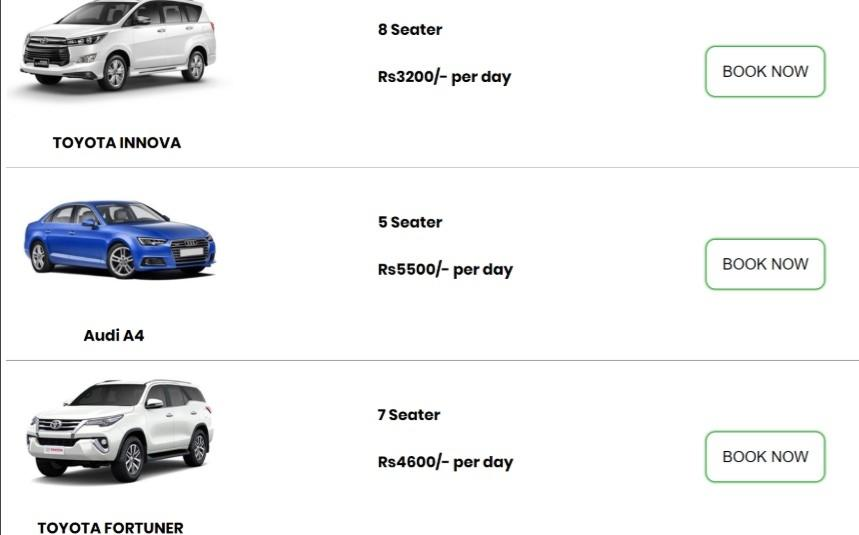 8 Seater
Rs3200/- per day
BOOK NOW
TOYOTA INNOVA
5 Seater
Rs5500/- per day
BOOK NOW
Audi A4
7 Seater
Rs4600/- per day
BOOK NOW
TOYOTA FORTUNER